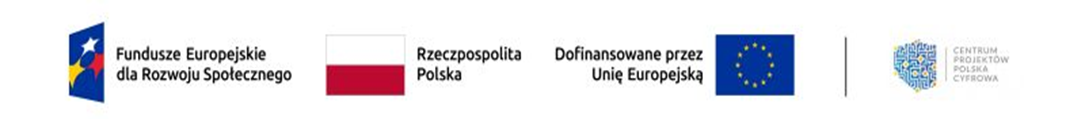 Fundusze Europejskie
dla Rozwoju Społecznego
Rzeczpospolita
Polska
Dofinansowane przez
Unię Europejską
CENTRUM
PROJEKTÓW
POLSKA
CYFROWA